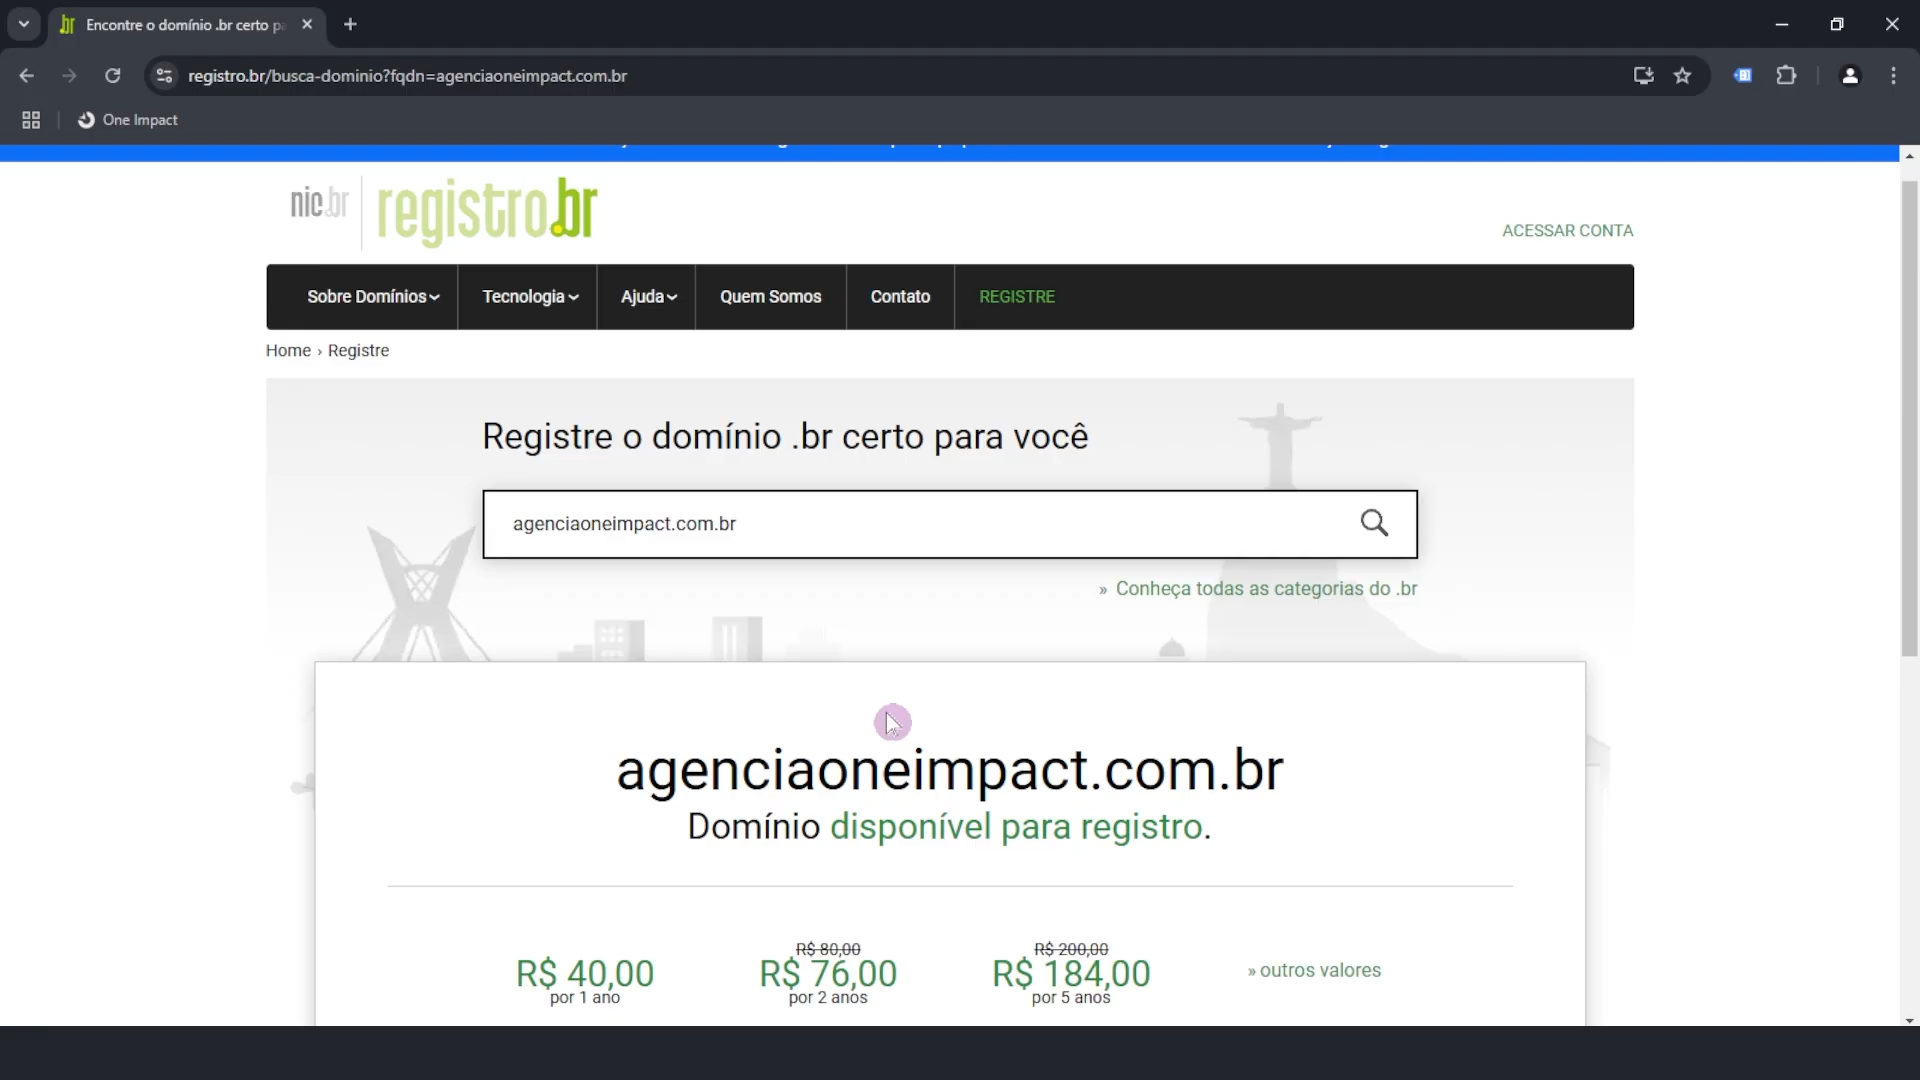 Encontre o domínio .br certo pa
registro.br/busca-dominio?fqdn=agenciaoneimpact.com.br
One Impact
nic.br registro.br
ACESSAR CONTA
Sobre Domínios Tecnologia Ajuda Quem Somos Contato REGISTRE
Home › Registre
Registre o domínio .br certo para você
agenciaoneimpact.com.br
» Conheça todas as categorias do .br
agenciaoneimpact.com.br
Domínio disponível para registro.
R$ 80,00 R$ 200,00
R$ 40,00 R$ 76,00 R$ 184,00 » outros valores
por 1 ano por 2 anos por 5 anos